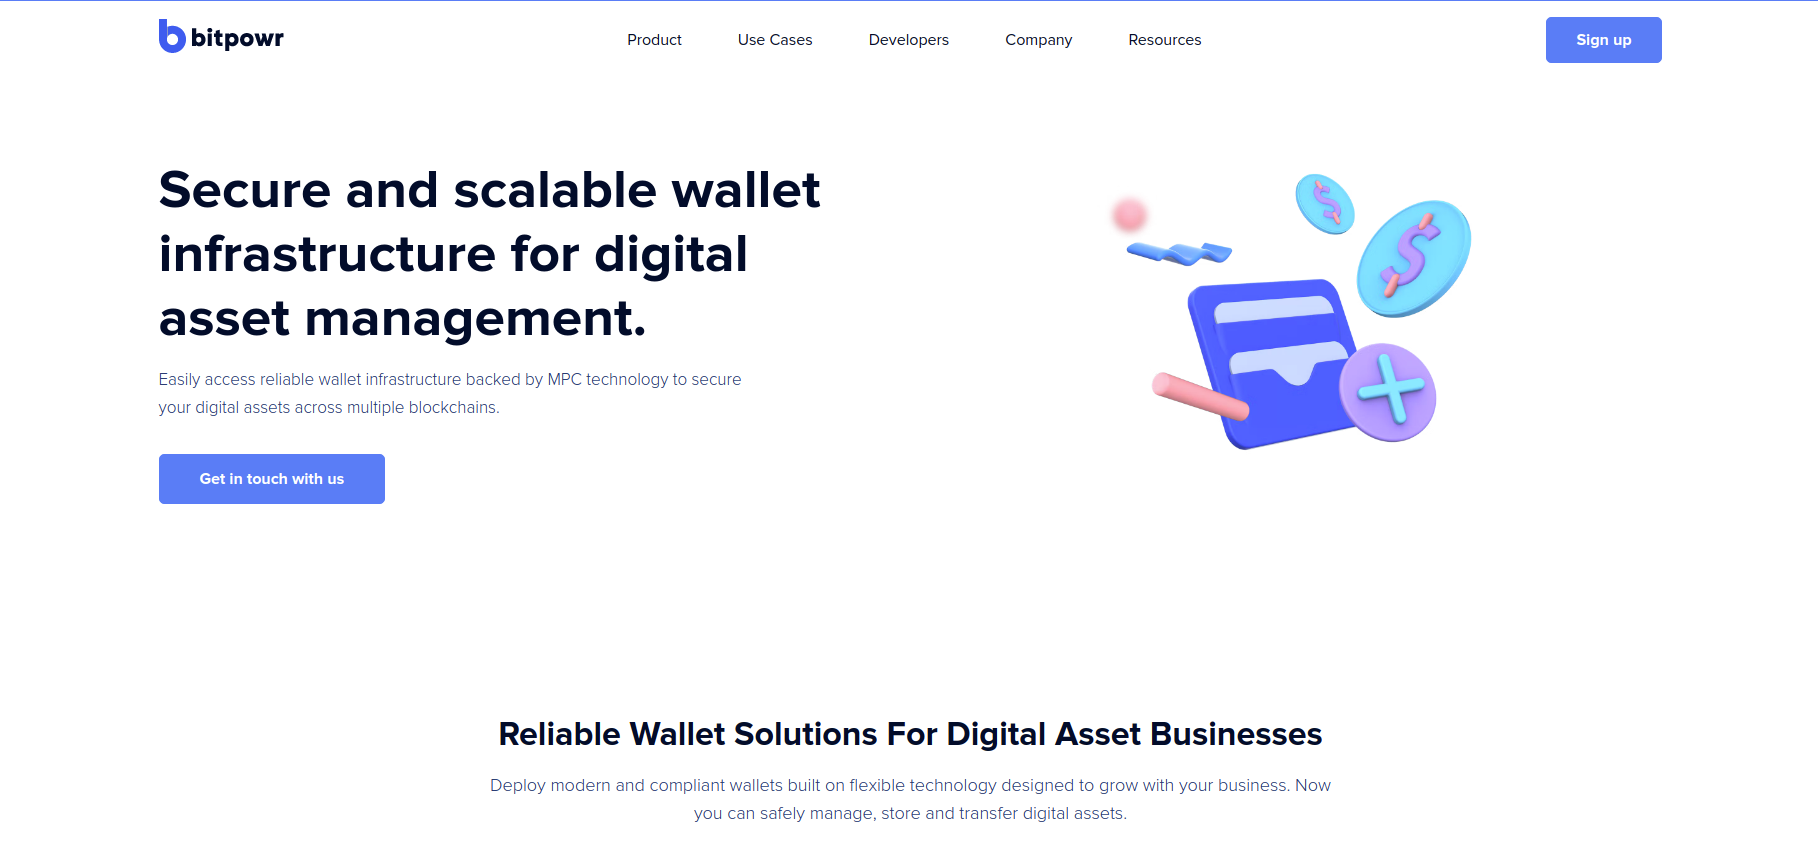 bitpowr
Product
Use Cases
Developers
Company
Resources
Sign up
Secure and scalable wallet
infrastructure for digital
asset management.
Easily access reliable wallet infrastructure backed by MPC technology to secure
your digital assets across multiple blockchains.
Get in touch with us
Reliable Wallet Solutions For Digital Asset Businesses
Deploy modern and compliant wallets built on flexible technology designed to grow with your business. Now
you can safely manage, store and transfer digital assets.